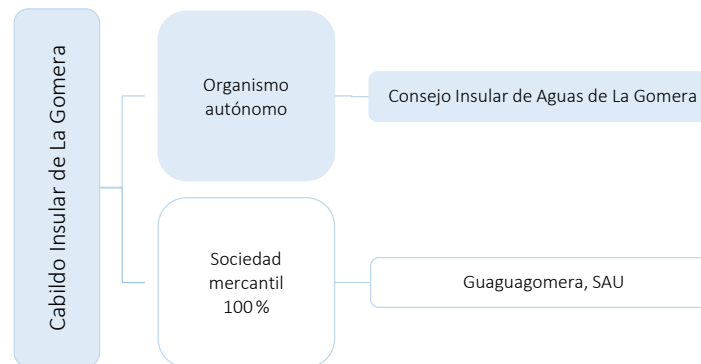 Cabildo Insular de La Gomera
Organismo
autónomo
Consejo Insular de Aguas de La Gomera
Sociedad
mercantil
100 %
Guaguagomera, SAU